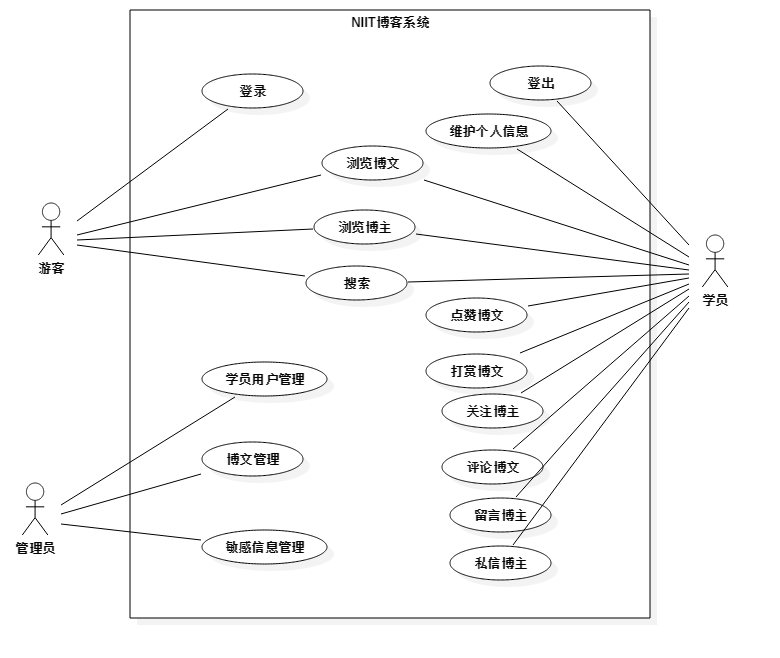 NIIT博客系统
登录
登出
维护个人信息
浏览博文
浏览博主
搜索
游客
学员
点赞博文
打赏博文
学员用户管理
关注博主
博文管理
评论博文
留言博主
管理员
敏感信息管理
私信博主